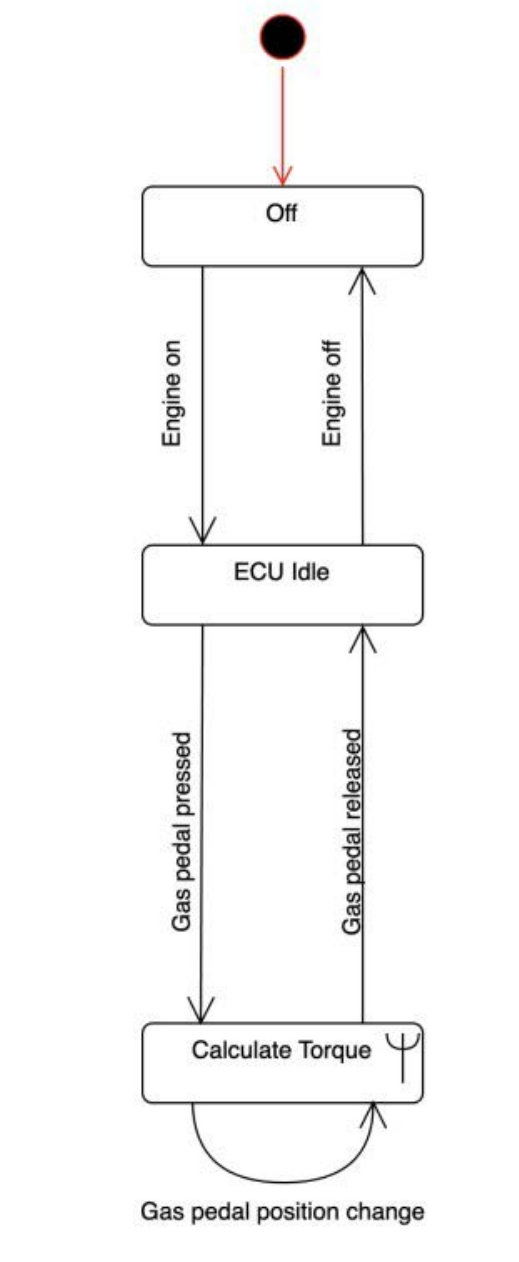 Off
Engine on
Engine off
ECU Idle
Gas pedal pressed
Gas pedal released
Calculate Torque
Gas pedal position change